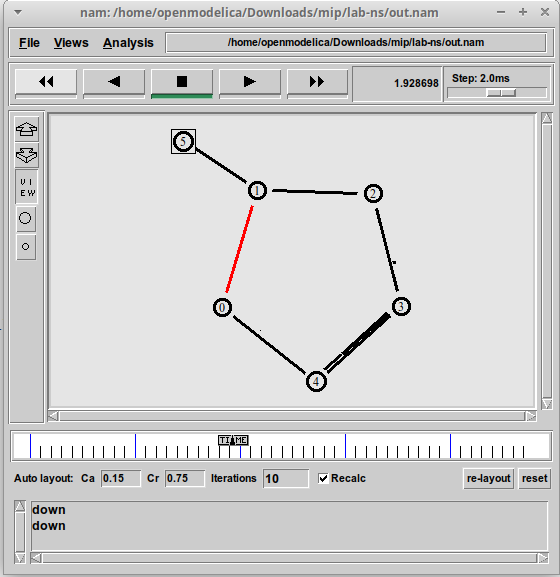 nam: /home/openmodelica/Downloads/mip/lab-ns/out.nam
File Views Analysis /home/openmodelica/Downloads/mip/lab-ns/out.nam
1.928698 Step: 2.0ms
5
1
2
VI
EW
0
3
4
TIME
Auto layout: Ca 0.15 Cr 0.75 Iterations 10 Recalc re-layout reset
down
down